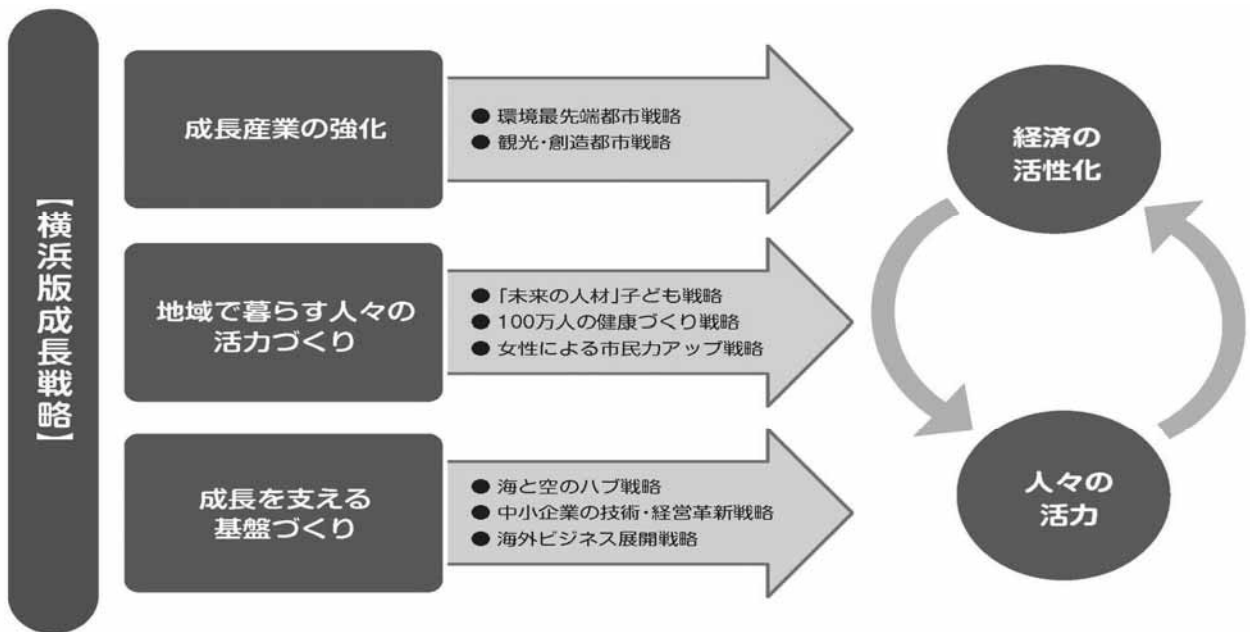 【横浜版成長戦略】
成長産業の強化
● 環境最先端都市戦略
● 観光・創造都市戦略
地域で暮らす人々の
活力づくり
● 「未来の人材」子ども戦略
● 100万人の健康づくり戦略
● 女性による市民力アップ戦略
成長を支える
基盤づくり
● 海と空のハブ戦略
● 中小企業の技術・経営革新戦略
● 海外ビジネス展開戦略
経済の
活性化
人々の
活力